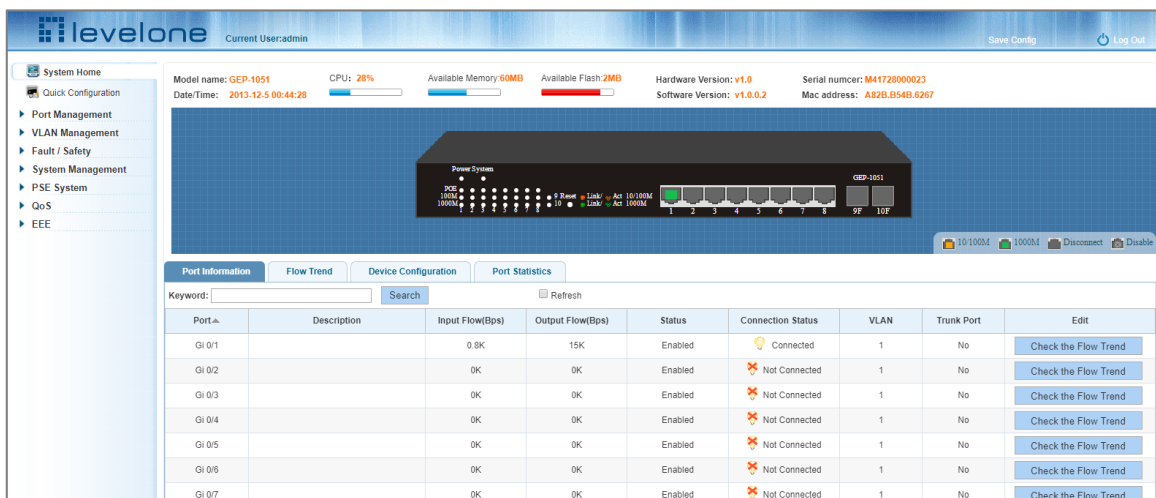 levelone Current User:admin Save Config Log Out
System Home
Quick Configuration
Port Management
VLAN Management
Fault / Safety
System Management
PSE System
QoS
EEE
Model name: GEP-1051 CPU: 28% Available Memory:60MB Available Flash:2MB Hardware Version: v1.0 Serial numcer: M41728000023
Date/Time: 2013-12-5 00:44:28 Software Version: v1.0.0.2 Mac address: A82B.B54B.6267
Power System
GEP-1051
POE
100M 9 Reset Link/ Act 10/100M
1000M 10 Link/ Act 1000M
1 2 3 4 5 6 7 8 1 2 3 4 5 6 7 8 9F 10F
10/100M 1000M Disconnect Disable
Port Information Flow Trend Device Configuration Port Statistics
Keyword: Search Refresh
Port Description Input Flow(Bps) Output Flow(Bps) Status Connection Status VLAN Trunk Port Edit
Gi 0/1 0.8K 15K Enabled Connected 1 No Check the Flow Trend
Gi 0/2 0K 0K Enabled Not Connected 1 No Check the Flow Trend
Gi 0/3 0K 0K Enabled Not Connected 1 No Check the Flow Trend
Gi 0/4 0K 0K Enabled Not Connected 1 No Check the Flow Trend
Gi 0/5 0K 0K Enabled Not Connected 1 No Check the Flow Trend
Gi 0/6 0K 0K Enabled Not Connected 1 No Check the Flow Trend
Gi 0/7 0K 0K Enabled Not Connected 1 No Check the Flow Trend